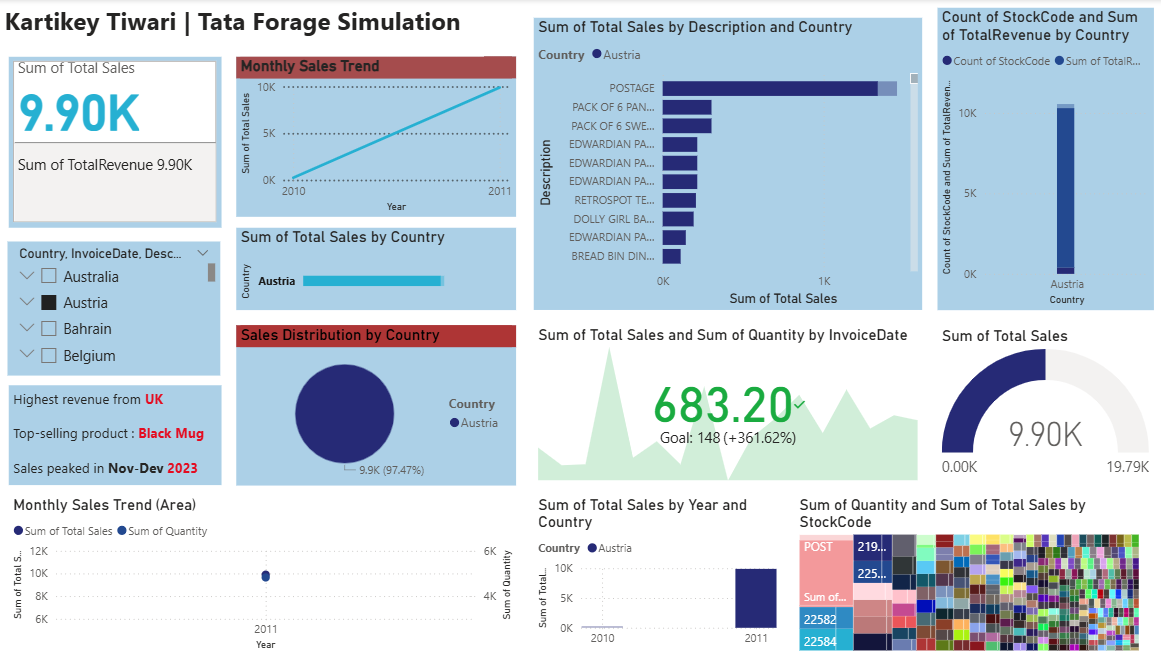 Kartikey Tiwari | Tata Forage Simulation
Sum of Total Sales
9.90K
Sum of TotalRevenue 9.90K
Monthly Sales Trend
Sum of Total Sales
10K
5K
0K
2010
2011
Year
Sum of Total Sales by Country
Country
Austria
Country, InvoiceDate, Desc...
Australia
Austria
Bahrain
Belgium
Sales Distribution by Country
Country
Austria
9.9K (97.47%)
Highest revenue from UK
Top-selling product : Black Mug
Sales peaked in Nov-Dev 2023
Sum of Total Sales by Description and Country
Country
Austria
Description
POSTAGE
PACK OF 6 PAN...
PACK OF 6 SWE...
EDWARDIAN PA...
EDWARDIAN PA...
EDWARDIAN PA...
RETROSPOT TE...
DOLLY GIRL BA...
EDWARDIAN PA...
BREAD BIN DIN...
0K
1K
Sum of Total Sales
Count of StockCode and Sum
of TotalRevenue by Country
Count of StockCode
Sum of TotalR...
Count of StockCode and Sum of TotalReven...
10K
5K
0K
Austria
Country
Sum of Total Sales and Sum of Quantity by InvoiceDate
683.20
Goal: 148 (+361.62%)
Sum of Total Sales
9.90K
0.00K
19.79K
Monthly Sales Trend (Area)
Sum of Total Sales
Sum of Quantity
Sum of Total S...
12K
10K
8K
6K
6K
4K
Sum of Quantity
2011
Year
Sum of Total Sales by Year and
Country
Country
Austria
Sum of Total...
10K
5K
0K
2010
2011
Sum of Quantity and Sum of Total Sales by
StockCode
POST
Sum of...
22582
22584
219...
225...